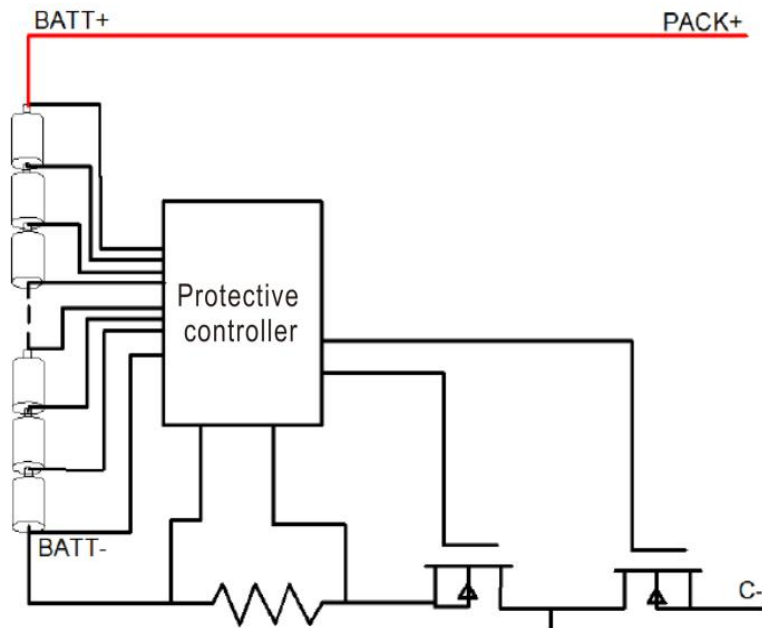 BATT+
PACK+
Protective
controller
BATT-
C-